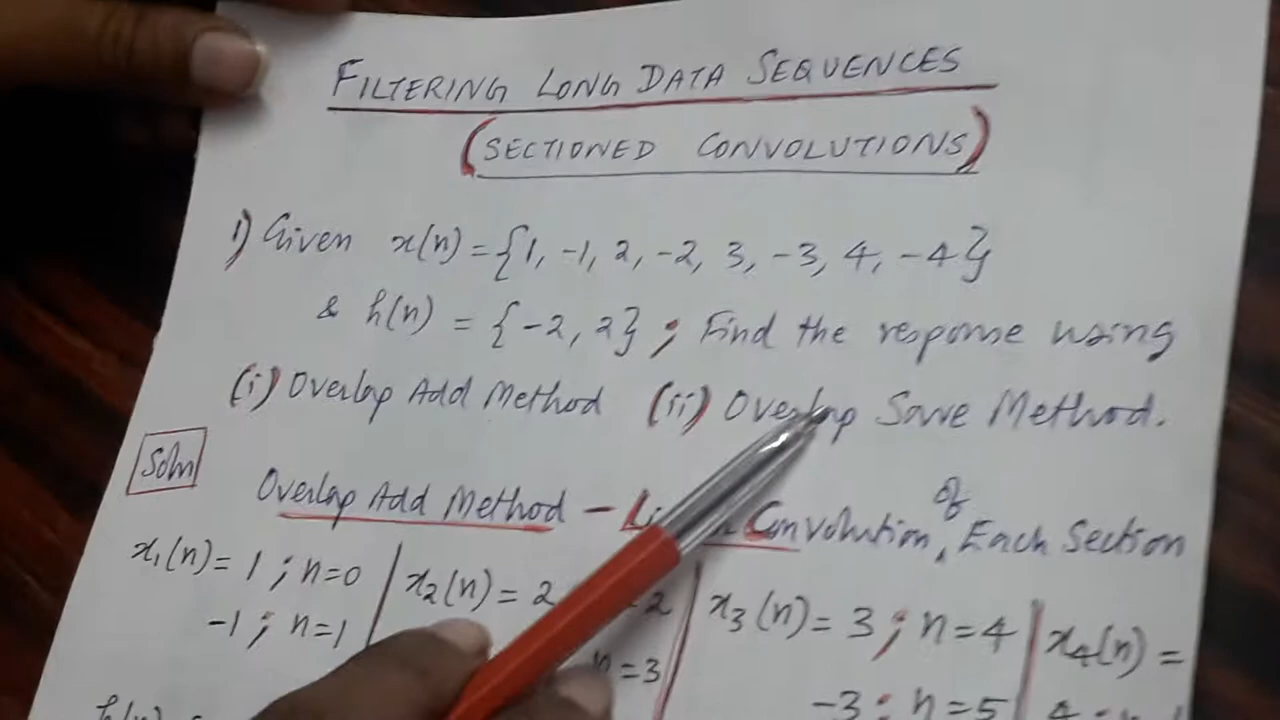 FILTERING LONG DATA SEQUENCES
(SECTIONED CONVOLUTIONS)
1) Given x(n) = {1, -1, 2, -2, 3, -3, 4, -4}
& h(n) = {-2, 2} ; Find the response using
(i) Overlap Add Method (ii) Overlap Save Method.
Soln
Overlap Add Method - Convolution, of Each Section
x1(n) = 1 ; n=0 | x2(n) = 2 =2 | x3(n) = 3 ; n=4 | x4(n) =
-1 ; n=1 | n=3 | -3 ; n=5 |